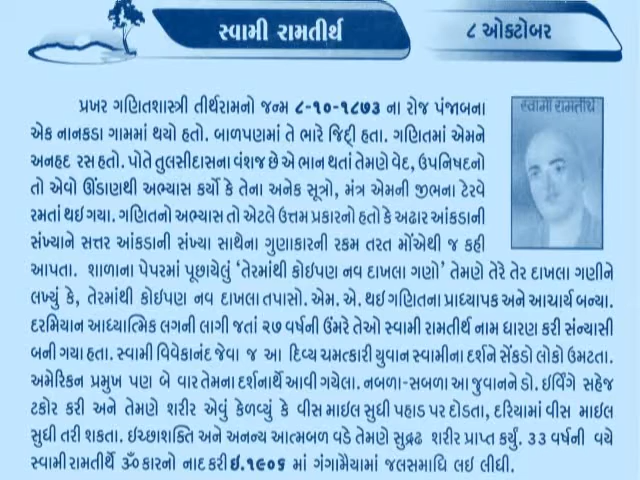 સ્વામી રામતીર્થ
૮ ઓક્ટોબર
પ્રખર ગણિતશાસ્ત્રી તીર્થરામનો જન્મ ૮-૧૦-૧૮૭૩ ના રોજ પંજાબના
સ્વામી રામતીર્થ
એક નાનકડા ગામમાં થયો હતો. બાળપણમાં તે ભારે જિદ્દી હતા. ગણિતમાં એમને
અનહદ રસ હતો. પોતે તુલસીદાસના વંશજ છે એ ભાન થતાં તેમણે વેદ, ઉપનિષદનો
તો એવો ઊંડાણથી અભ્યાસ કર્યો કે તેના અનેક સૂત્રો, મંત્ર એમની જીભના ટેરવે
રમતાં થઇ ગયા. ગણિતનો અભ્યાસ તો એટલે ઉત્તમ પ્રકારનો હતો કે અઢાર આંકડાની
સંખ્યાને સત્તર આંકડાની સંખ્યા સાથેના ગુણાકારની રકમ તરત મોંએથી જ કહી
આપતા. શાળાના પેપરમાં પૂછાયેલું ‘તેરમાંથી કોઈપણ નવ દાખલા ગણો’ તેમણે તેરે તેર દાખલા ગણીને
લખ્યું કે, તેરમાંથી કોઇપણ નવ દાખલા તપાસો. એમ. એ. થઇ ગણિતના પ્રાધ્યાપક અને આચાર્ય બન્યા.
દરમિયાન આધ્યાત્મિક લગની લાગી જતાં ૨૭ વર્ષની ઉંમરે તેઓ સ્વામી રામતીર્થ નામ ધારણ કરી સંન્યાસી
બની ગયા હતા. સ્વામી વિવેકાનંદ જેવા જ આ દિવ્ય ચમત્કારી યુવાન સ્વામીના દર્શને સેંકડો લોકો ઉમટતા.
અમેરિકન પ્રમુખ પણ બે વાર તેમના દર્શનાર્થે આવી ગયેલા. નબળા-સબળા આ જુવાનને ડો. ઇર્વિંગે સહેજ
ટકોર કરી અને તેમણે શરીર એવું કેળવ્યું કે વીસ માઇલ સુધી પહાડ પર દોડતા, દરિયામાં વીસ માઇલ
સુધી તરી શકતા. ઇચ્છાશક્તિ અને અનન્ય આત્મબળ વડે તેમણે સુદ્રઢ શરીર પ્રાપ્ત કર્યું. ૩૩ વર્ષની વયે
સ્વામી રામતીર્થે ૐ કારનો નાદ કરી ઇ.૧૯૦૬ માં ગંગામૈયામાં જલસમાધિ લઇ લીધી.